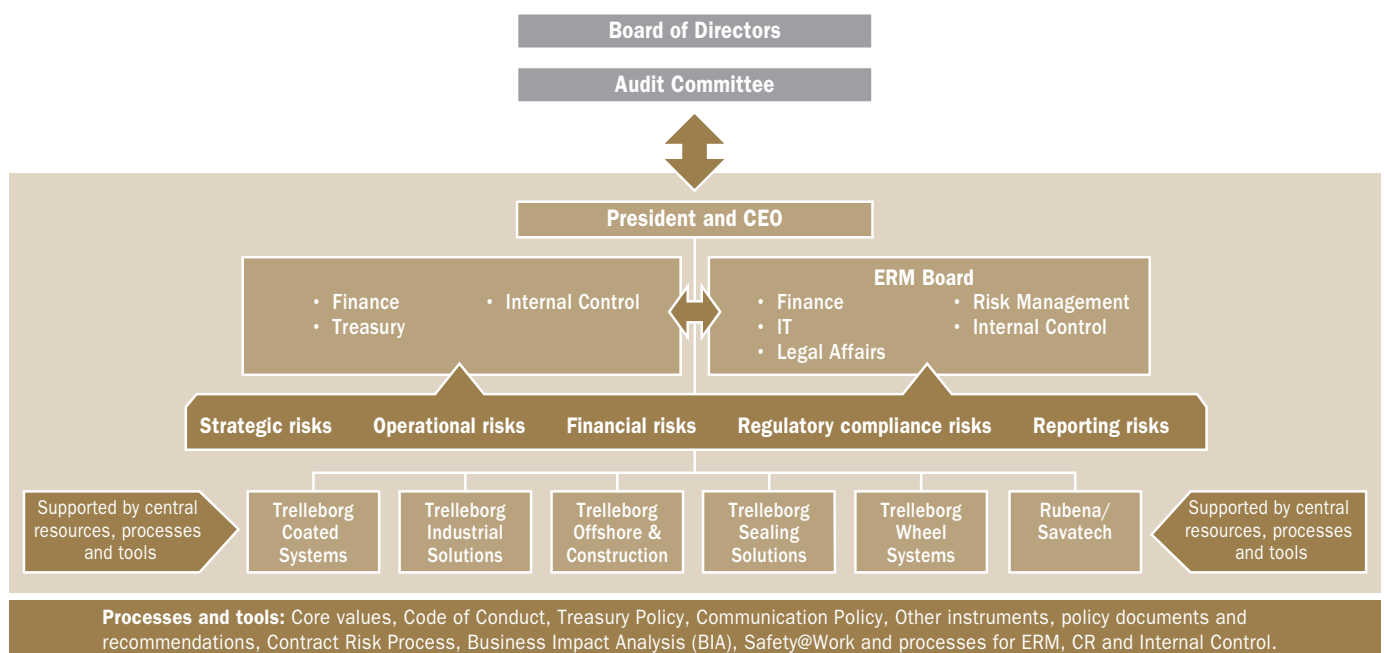 Board of Directors
Audit Committee
President and CEO
• Finance
• Treasury
• Internal Control
ERM Board
• Finance
• IT
• Legal Affairs
• Risk Management
• Internal Control
Strategic risks Operational risks Financial risks Regulatory compliance risks Reporting risks
Supported by central
resources, processes
and tools
Trelleborg
Coated
Systems
Trelleborg
Industrial
Solutions
Trelleborg
Offshore &
Construction
Trelleborg
Sealing
Solutions
Trelleborg
Wheel
Systems
Rubena/
Savatech
Supported by central
resources, processes
and tools
Processes and tools: Core values, Code of Conduct, Treasury Policy, Communication Policy, Other instruments, policy documents and
recommendations, Contract Risk Process, Business Impact Analysis (BIA), Safety@Work and processes for ERM, CR and Internal Control.